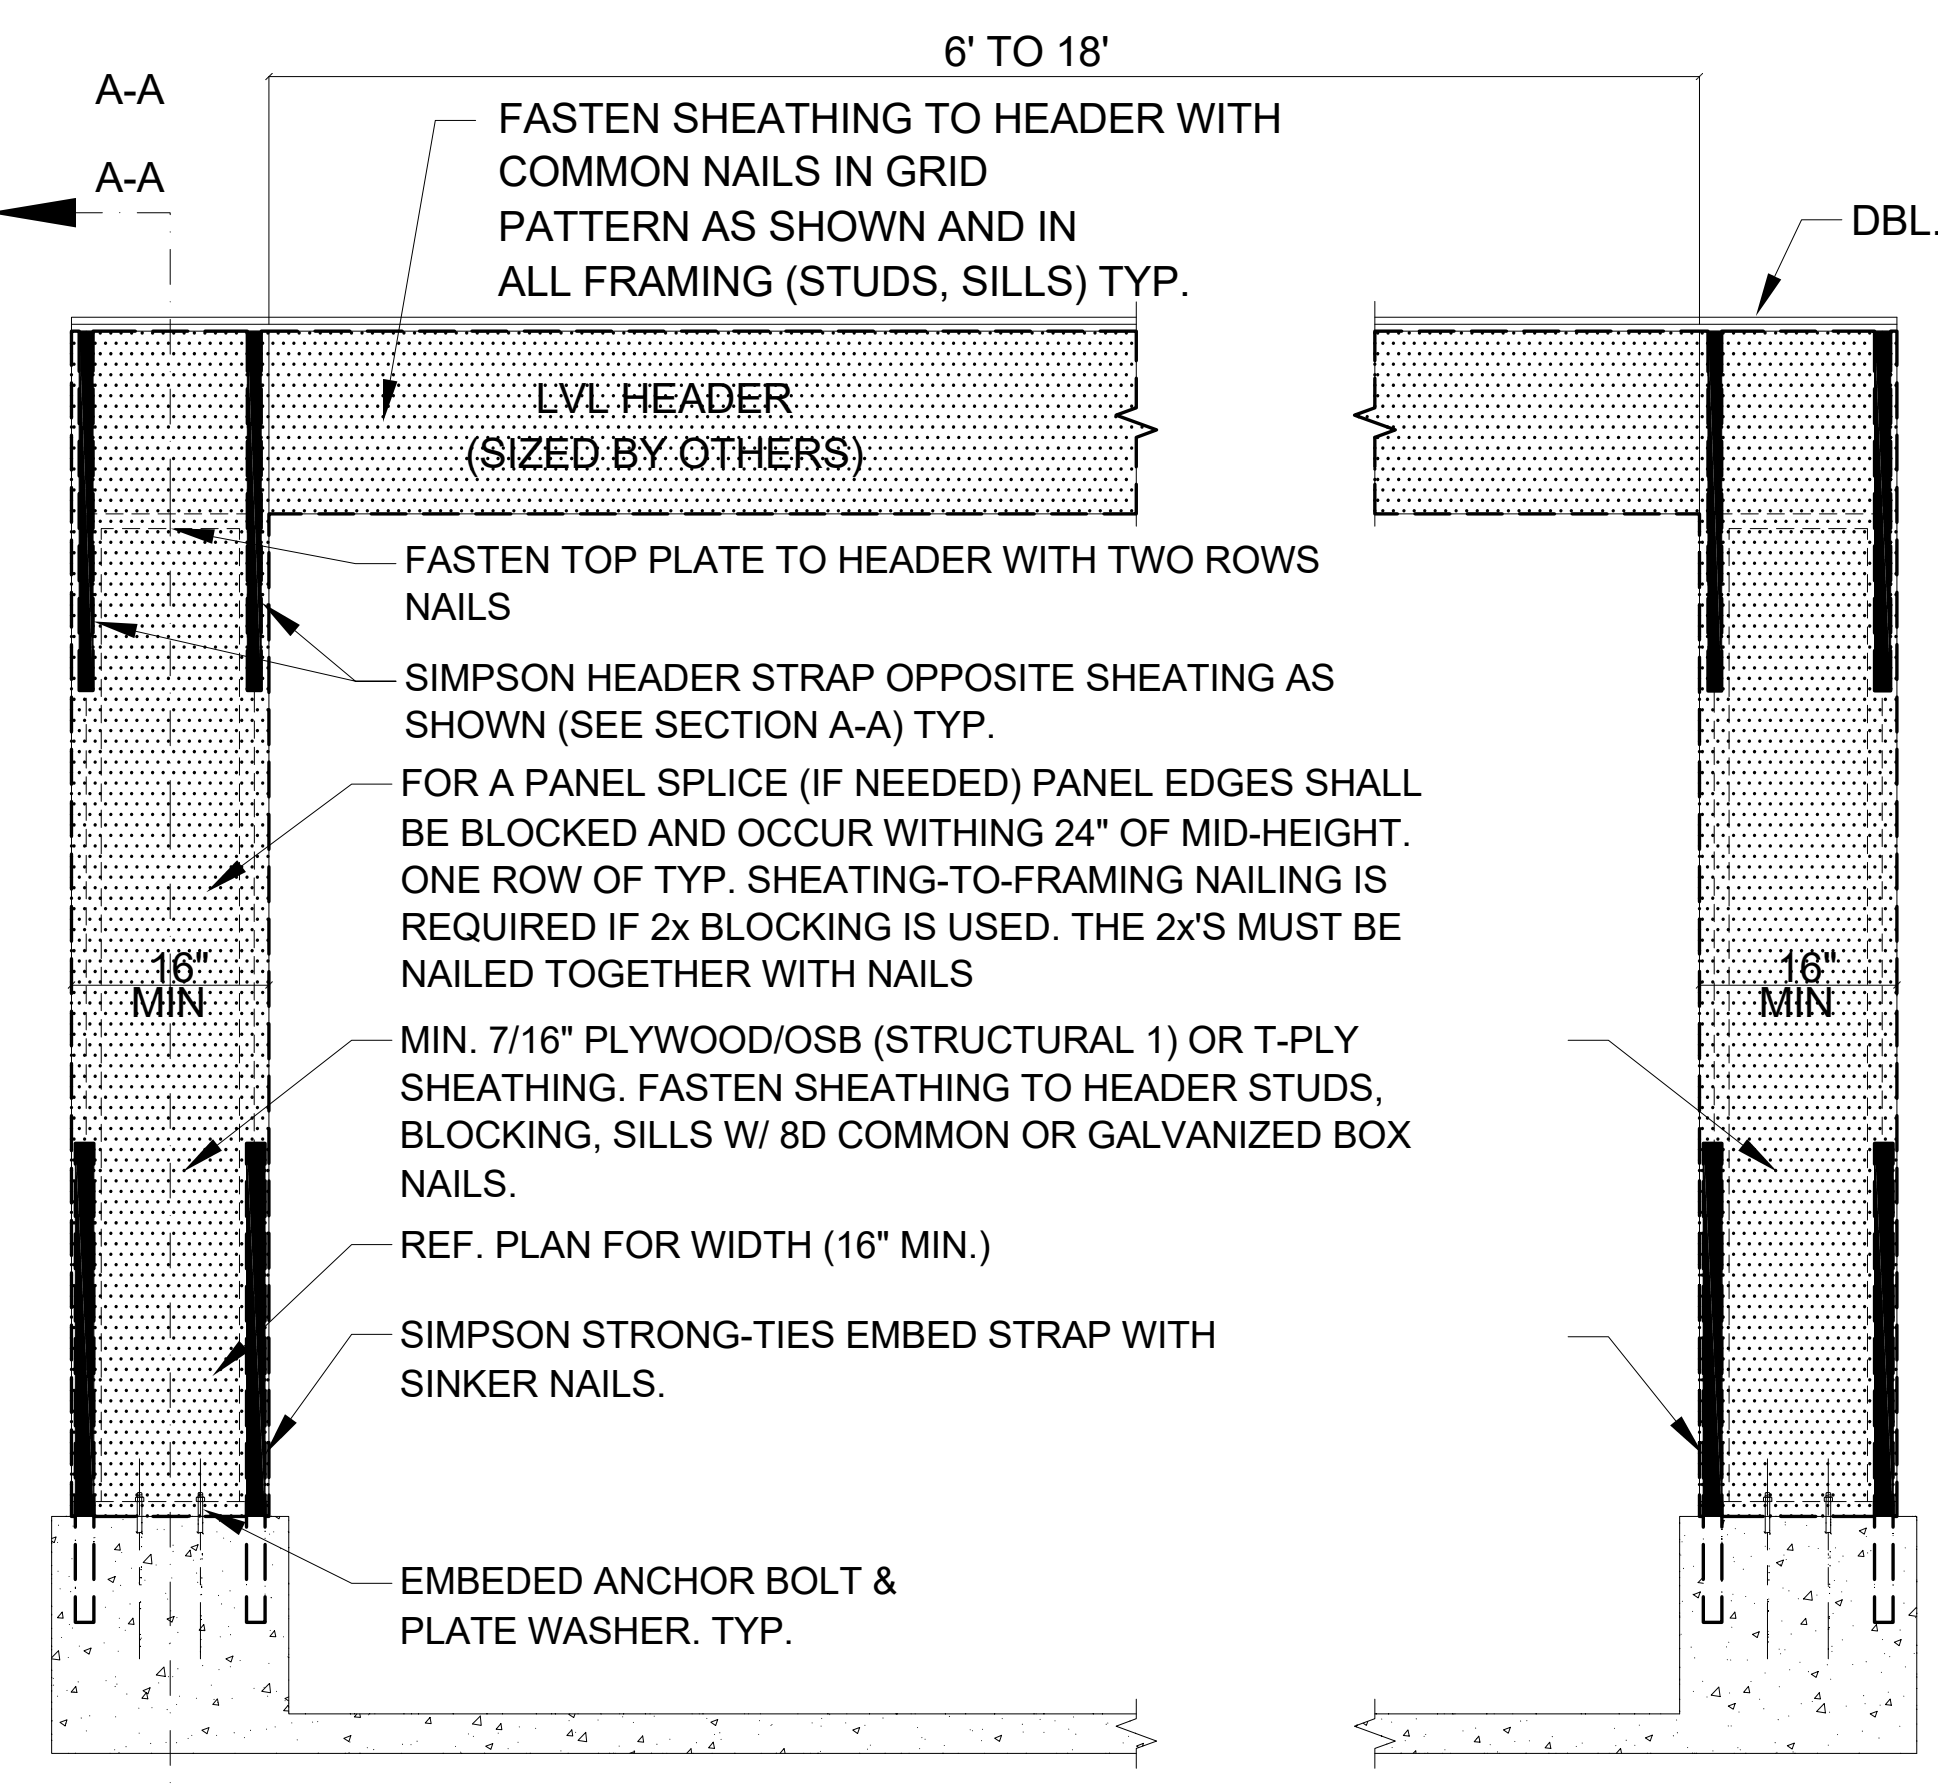 6' TO 18'
A-A
A-A
FASTEN SHEATHING TO HEADER WITH
COMMON NAILS IN GRID
PATTERN AS SHOWN AND IN
ALL FRAMING (STUDS, SILLS) TYP.
DBL.
LVL HEADER
(SIZED BY OTHERS)
FASTEN TOP PLATE TO HEADER WITH TWO ROWS
NAILS
SIMPSON HEADER STRAP OPPOSITE SHEATING AS
SHOWN (SEE SECTION A-A) TYP.
FOR A PANEL SPLICE (IF NEEDED) PANEL EDGES SHALL
BE BLOCKED AND OCCUR WITHING 24" OF MID-HEIGHT.
ONE ROW OF TYP. SHEATING-TO-FRAMING NAILING IS
REQUIRED IF 2x BLOCKING IS USED. THE 2x'S MUST BE
NAILED TOGETHER WITH NAILS
16"
MIN
16"
MIN
MIN. 7/16" PLYWOOD/OSB (STRUCTURAL 1) OR T-PLY
SHEATHING. FASTEN SHEATHING TO HEADER STUDS,
BLOCKING, SILLS W/ 8D COMMON OR GALVANIZED BOX
NAILS.
REF. PLAN FOR WIDTH (16" MIN.)
SIMPSON STRONG-TIES EMBED STRAP WITH
SINKER NAILS.
EMBEDED ANCHOR BOLT &
PLATE WASHER. TYP.